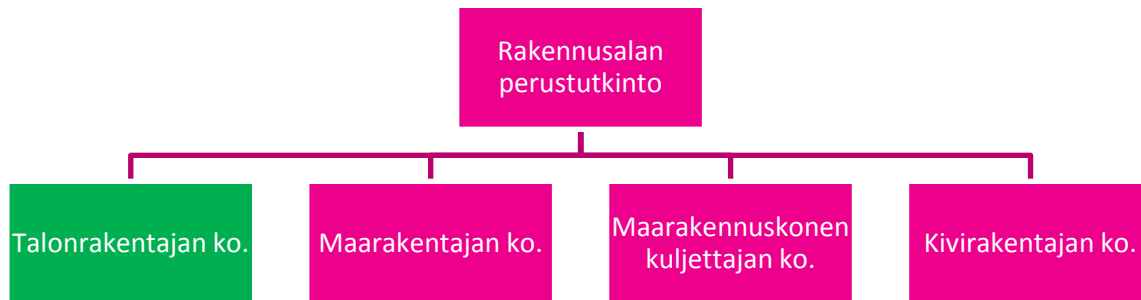 Rakennusalan
perustutkinto
Talonrakentajan ko.
Maarakentajan ko.
Maarakennuskonen
kuljettajan ko.
Kivirakentajan ko.